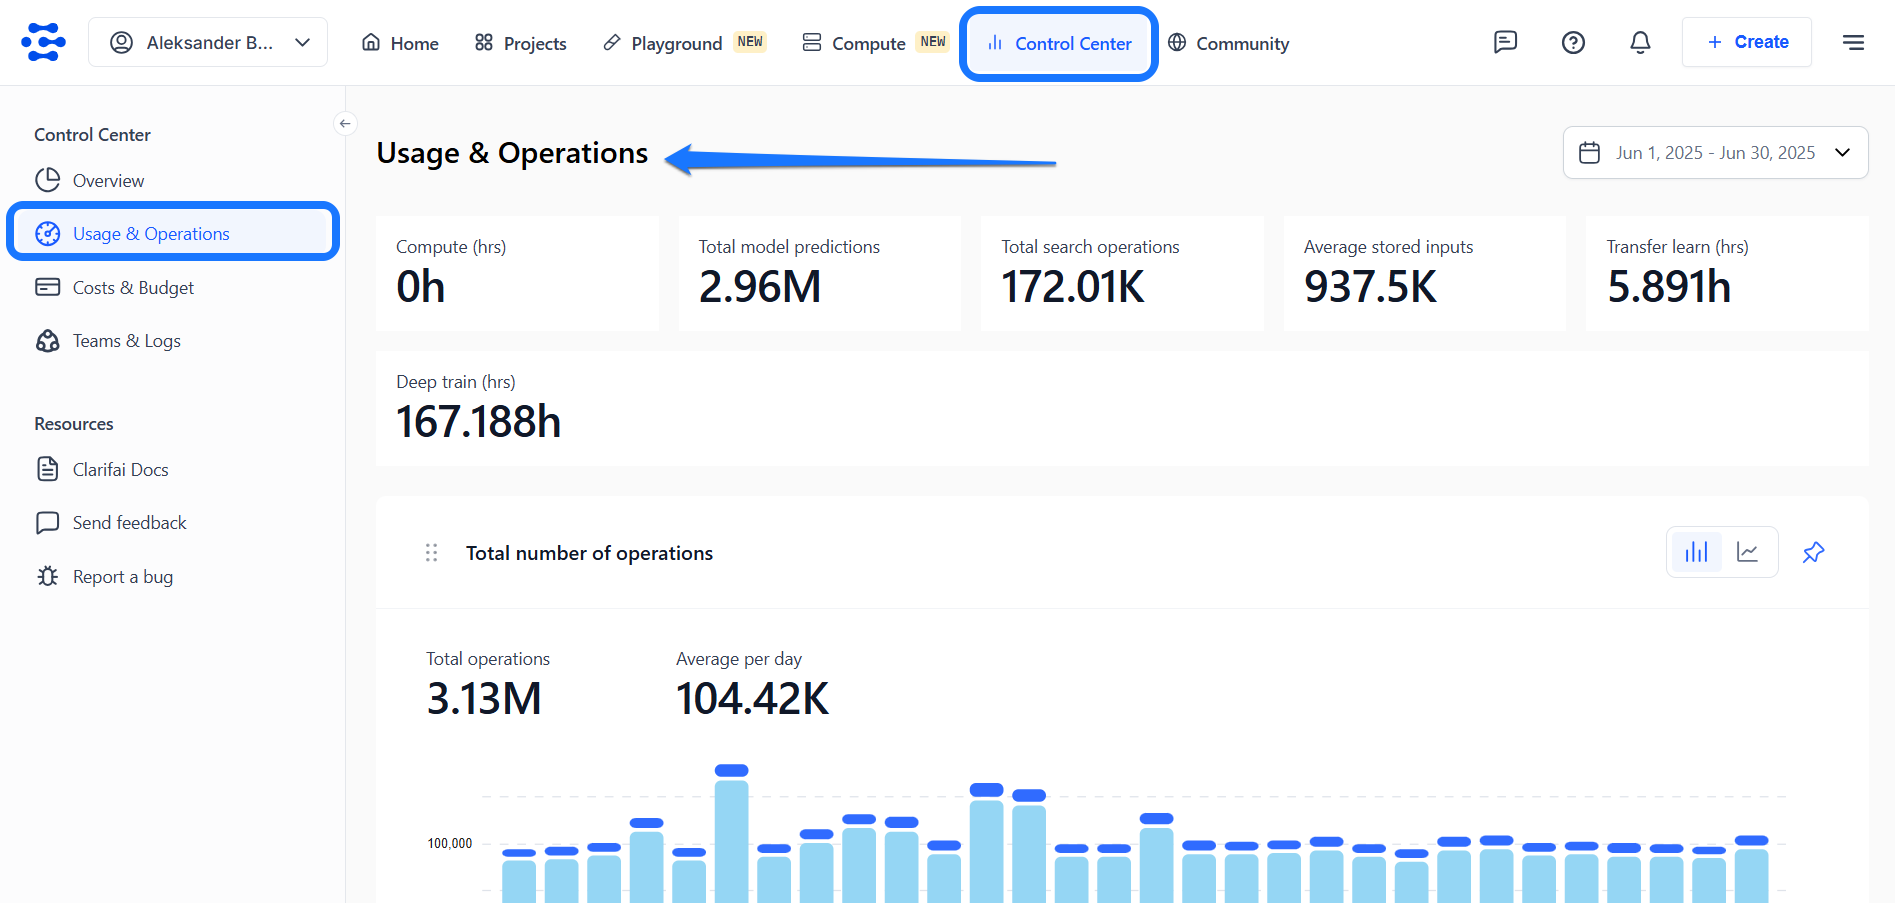 Aleksander B...
Home
Projects
Playground NEW
Compute NEW
Control Center
Community
+ Create
Control Center
Overview
Usage & Operations
Costs & Budget
Teams & Logs
Resources
Clarifai Docs
Send feedback
Report a bug
Usage & Operations
Jun 1, 2025 - Jun 30, 2025
Compute (hrs)
0h
Total model predictions
2.96M
Total search operations
172.01K
Average stored inputs
937.5K
Transfer learn (hrs)
5.891h
Deep train (hrs)
167.188h
Total number of operations
Total operations
3.13M
Average per day
104.42K
100,000